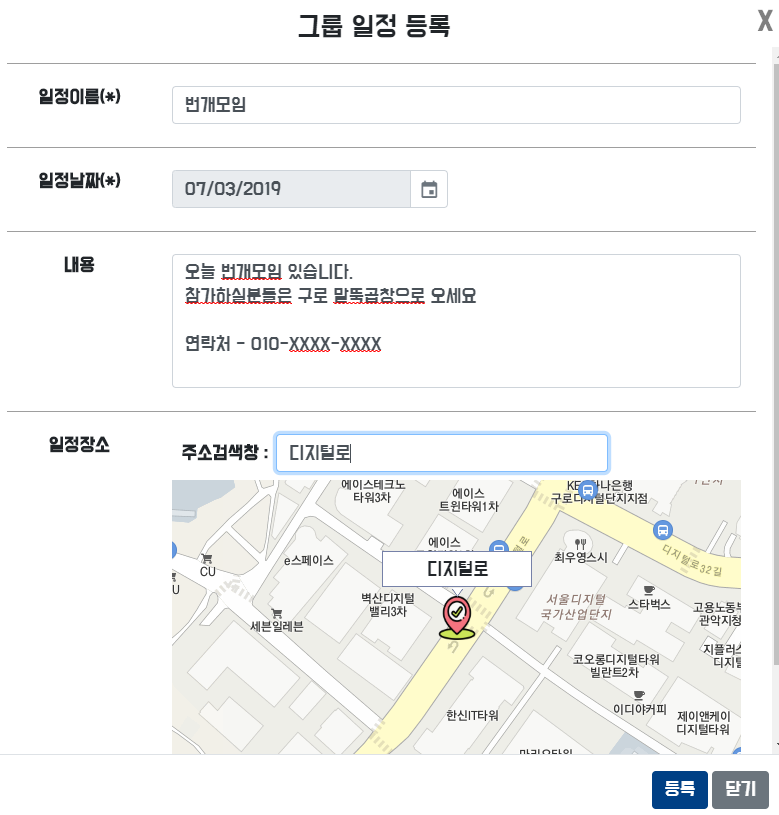 그룹 일정 등록
X
일정이름(*)
번개모임
일정날짜(*)
07/03/2019
내용
오늘 번개모임 있습니다.
참가하실분들은 구로 말뚝곱창으로 오세요
연락처 - 010-XXXX-XXXX
일정장소
주소검색창 :
디지털로
에이스테크노
타워3차
에이스
트윈타워1차
하나은행
구로디지털단지지점
에이스
e스페이스
CU
디지털로
최우영스시
디지털로32길
벽산디지털
밸리3차
서울디지털
국가산업단지
스타벅스
고용노동부
관악지청
세븐일레븐
지플러스
디지털
코오롱디지털타워
빌란트2차
이디야커피
한신IT타워
제이앤케이
디지털타워
마리오타워
등록
닫기